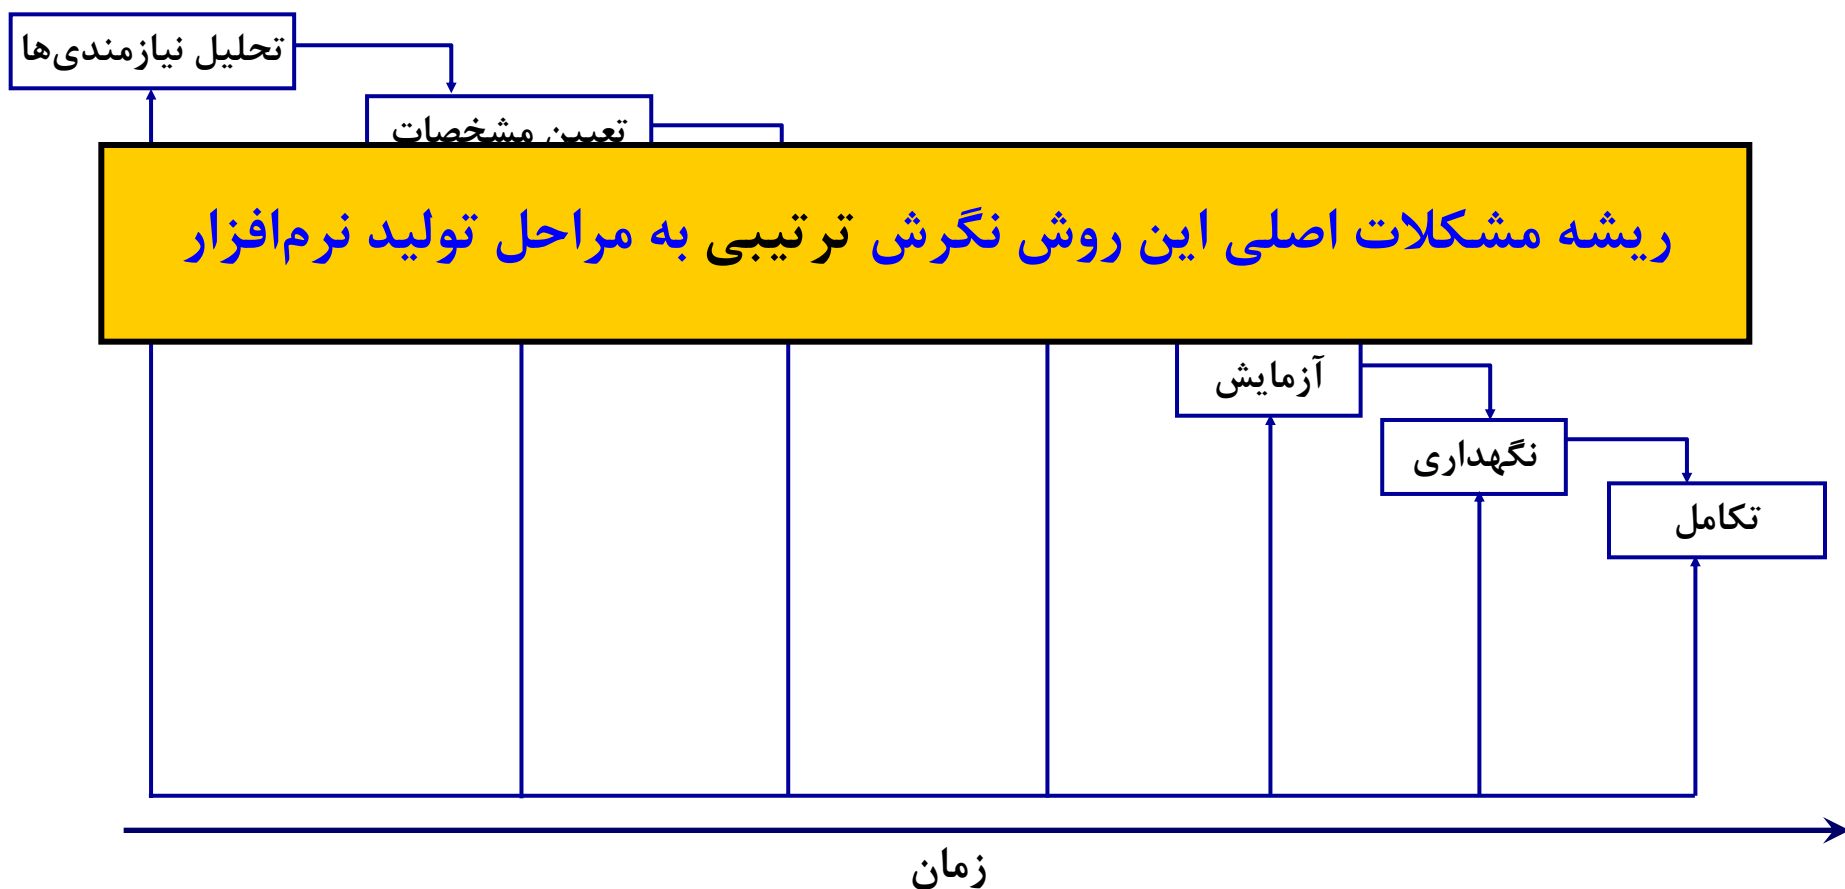 تحلیل نیازمندی‌ها
تعیین مشخصات
ریشه مشکلات اصلی این روش نگرش ترتیبی به مراحل تولید نرم‌افزار
آزمایش
نگهداری
تکامل
زمان